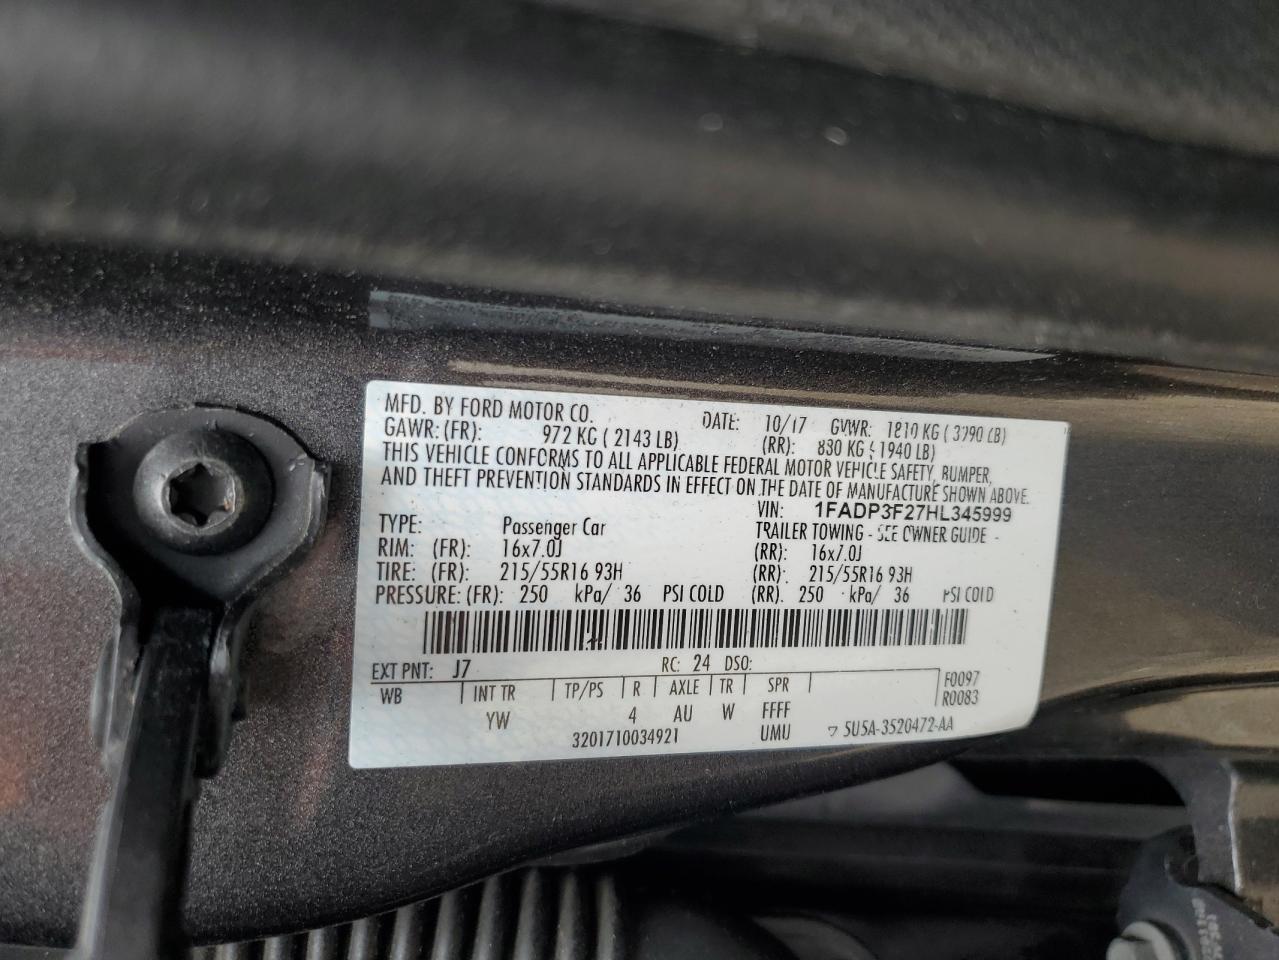 MFD. BY FORD MOTOR CO. DATE: 10/17 GVWR: 1810 KG ( 3990 LB)
GAWR: (FR): 972 KG ( 2143 LB) (RR): 880 KG ( 1940 LB)
THIS VEHICLE CONFORMS TO ALL APPLICABLE FEDERAL MOTOR VEHICLE SAFETY, BUMPER,
AND THEFT PREVENTION STANDARDS IN EFFECT ON THE DATE OF MANUFACTURE SHOWN ABOVE.
VIN: 1FADP3F27HL345999
TYPE: Passenger Car TRAILER TOWING - SEE OWNER GUIDE -
RIM: (FR): 16x7.0J (RR): 16x7.0J
TIRE: (FR): 215/55R16 93H (RR): 215/55R16 93H
PRESSURE: (FR): 250 kPa/ 36 PSI COLD (RR): 250 kPa/ 36 PSI COLD
EXT PNT: J7 RC: 24 DSO:
WB INT TR TP/PS R AXLE TR SPR F0097
R0083
YW 4 AU W FFFF
3201710034921 UMU 5U5A-3520472-AA